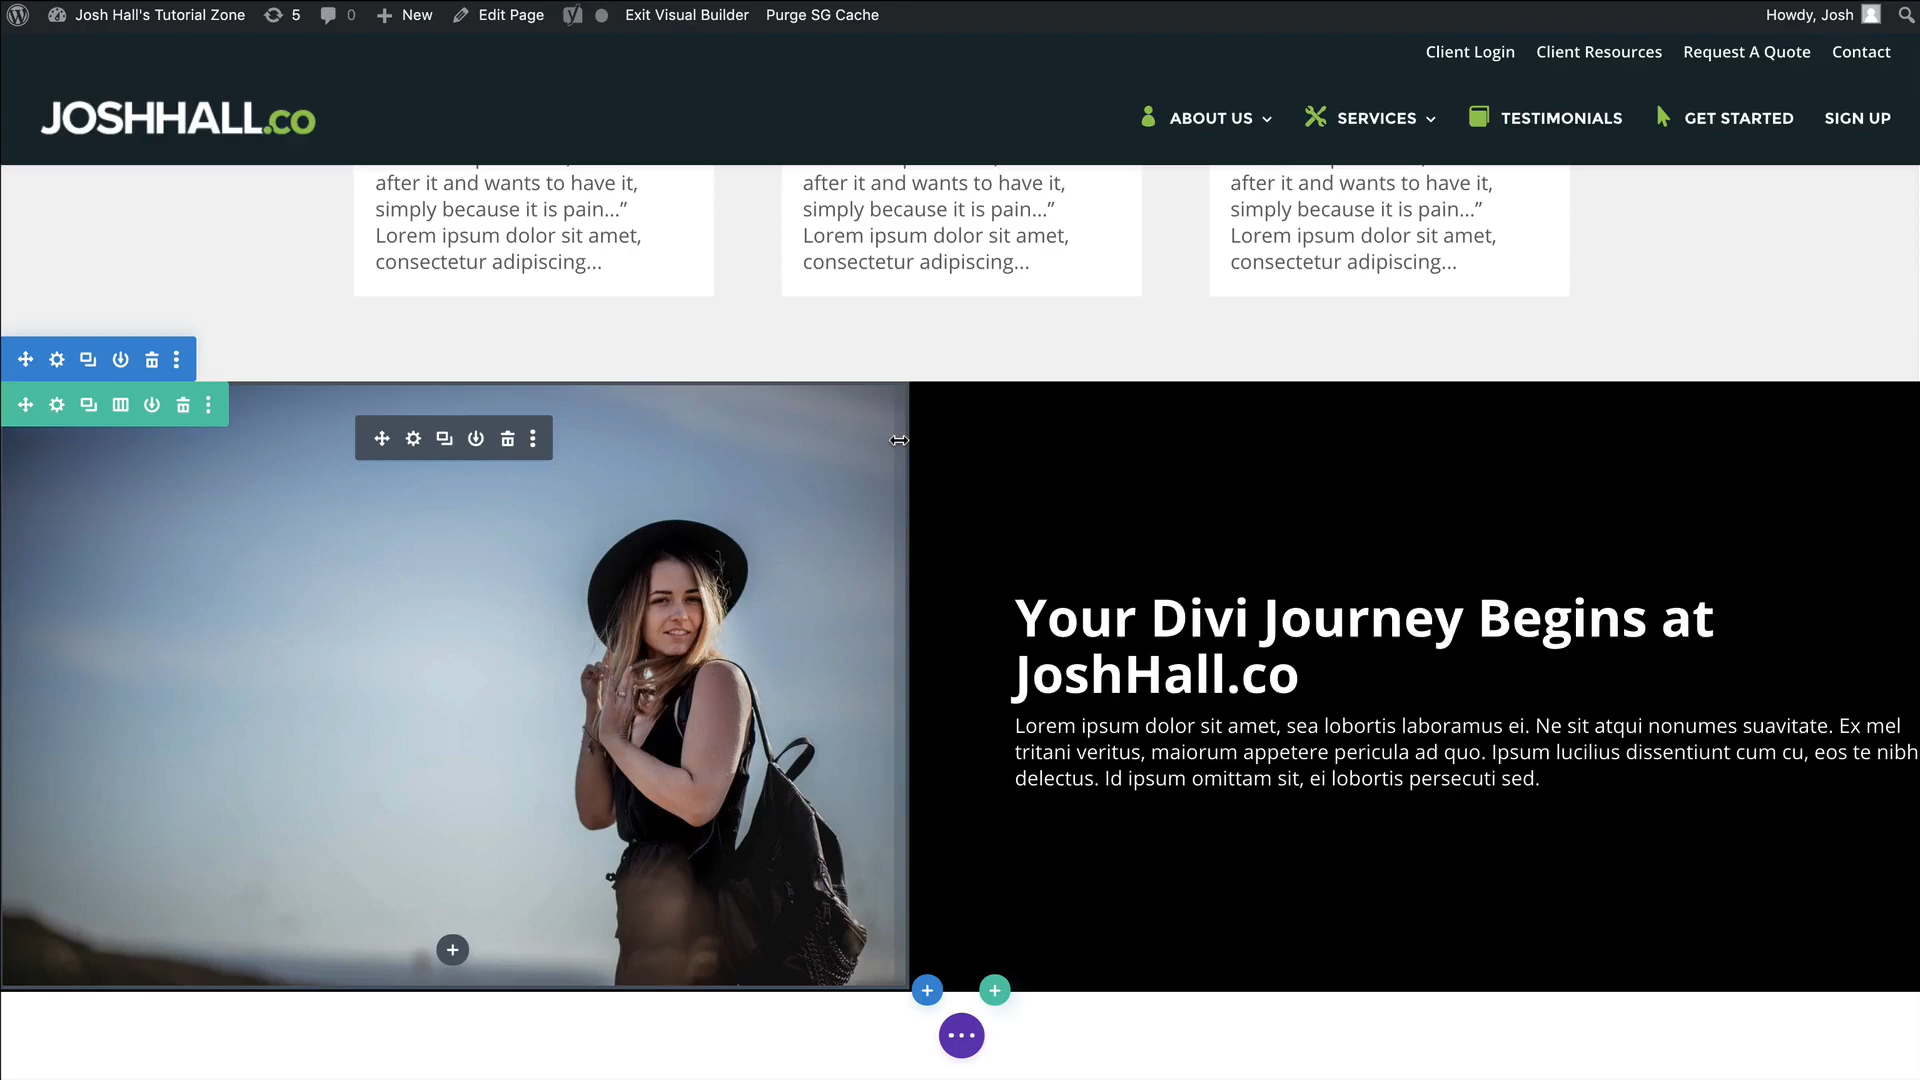 Josh Hall's Tutorial Zone 5 0 New Edit Page Exit Visual Builder Purge SG Cache Howdy, Josh
Client Login Client Resources Request A Quote Contact
JOSHHALL.CO ABOUT US SERVICES TESTIMONIALS GET STARTED SIGN UP
after it and wants to have it,
simply because it is pain...”
Lorem ipsum dolor sit amet,
consectetur adipiscing...
after it and wants to have it,
simply because it is pain...”
Lorem ipsum dolor sit amet,
consectetur adipiscing...
after it and wants to have it,
simply because it is pain...”
Lorem ipsum dolor sit amet,
consectetur adipiscing...
Your Divi Journey Begins at
JoshHall.co
Lorem ipsum dolor sit amet, sea lobortis laboramus ei. Ne sit atqui nonumes suavitate. Ex mel
tritani veritus, maiorum appetere pericula ad quo. Ipsum lucilius dissentiunt cum cu, eos te nibh
delectus. Id ipsum omittam sit, ei lobortis persecuti sed.